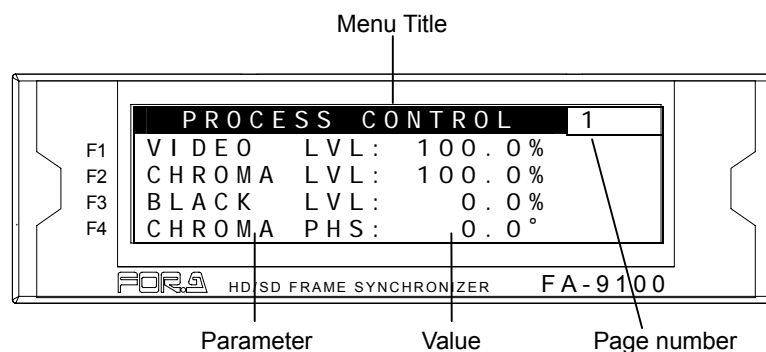 Menu Title
PROCESS CONTROL 1
F1 VIDEO LVL: 100.0%
F2 CHROMA LVL: 100.0%
F3 BLACK LVL: 0.0%
F4 CHROMA PHS: 0.0°
FOR.A HD/SD FRAME SYNCHRONIZER FA-9100
Parameter Value Page number